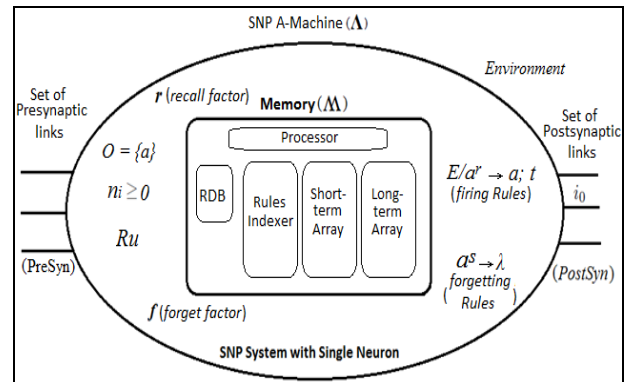 SNP A-Machine (Λ)
Environment
r (recall factor)
Set of
Presynaptic
links
Memory (M)
Set of
Postsynaptic
links
Processor
O = {a}
E/aʳ → a; t
(firing Rules)
i₀
nᵢ ≥ 0
RDB
Rules
Indexer
Short-
term
Array
Long-
term
Array
Ru
(PreSyn)
aˢ → λ
(forgetting
Rules)
(PostSyn)
f (forget factor)
SNP System with Single Neuron